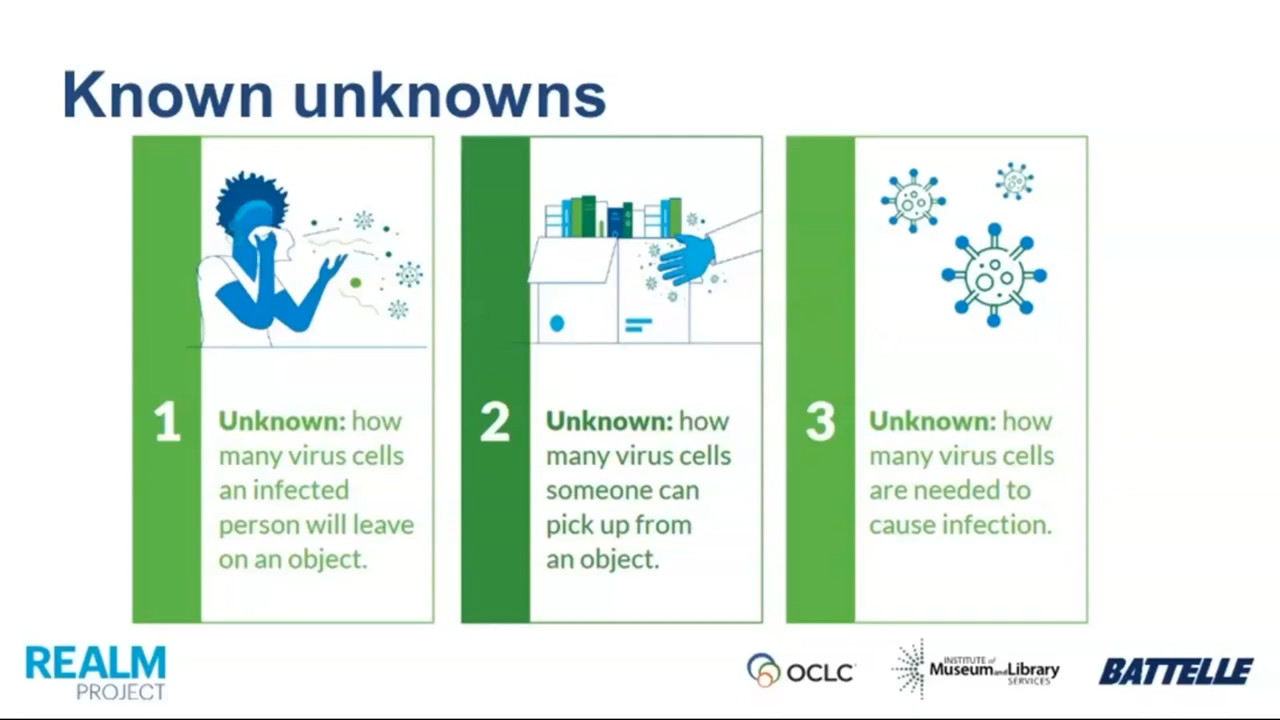 Known unknowns
1
Unknown: how
many virus cells
an infected
person will leave
on an object.
2
Unknown: how
many virus cells
someone can
pick up from
an object.
3
Unknown: how
many virus cells
are needed to
cause infection.
REALM
PROJECT
OCLC
INSTITUTE of
Museum and Library
SERVICES
BATTELLE